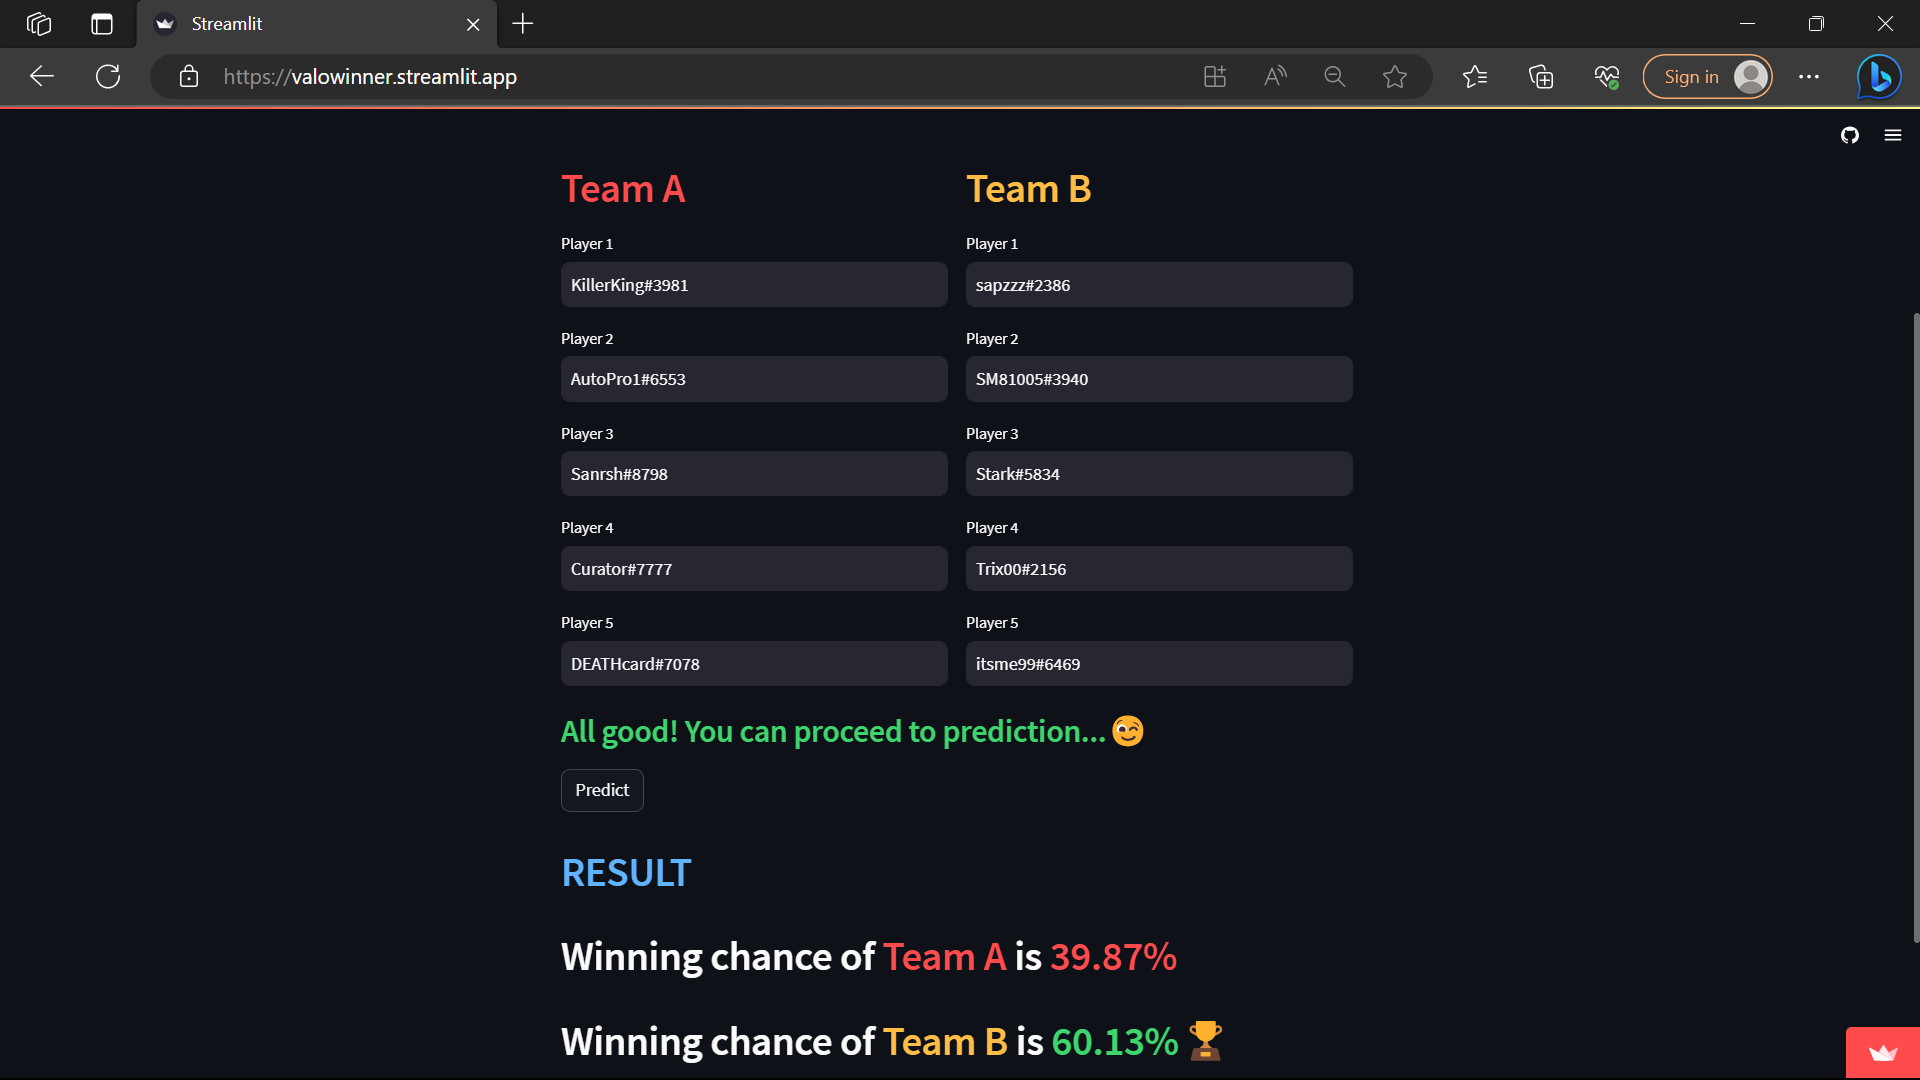 Streamlit
https://valowinner.streamlit.app
Sign in
Team A
Team B
Player 1
Player 1
KillerKing#3981
sapzzz#2386
Player 2
Player 2
AutoPro1#6553
SM81005#3940
Player 3
Player 3
Sanrsh#8798
Stark#5834
Player 4
Player 4
Curator#7777
Trix00#2156
Player 5
Player 5
DEATHcard#7078
itsme99#6469
All good! You can proceed to prediction... 😉
Predict
RESULT
Winning chance of Team A is 39.87%
Winning chance of Team B is 60.13% 🏆